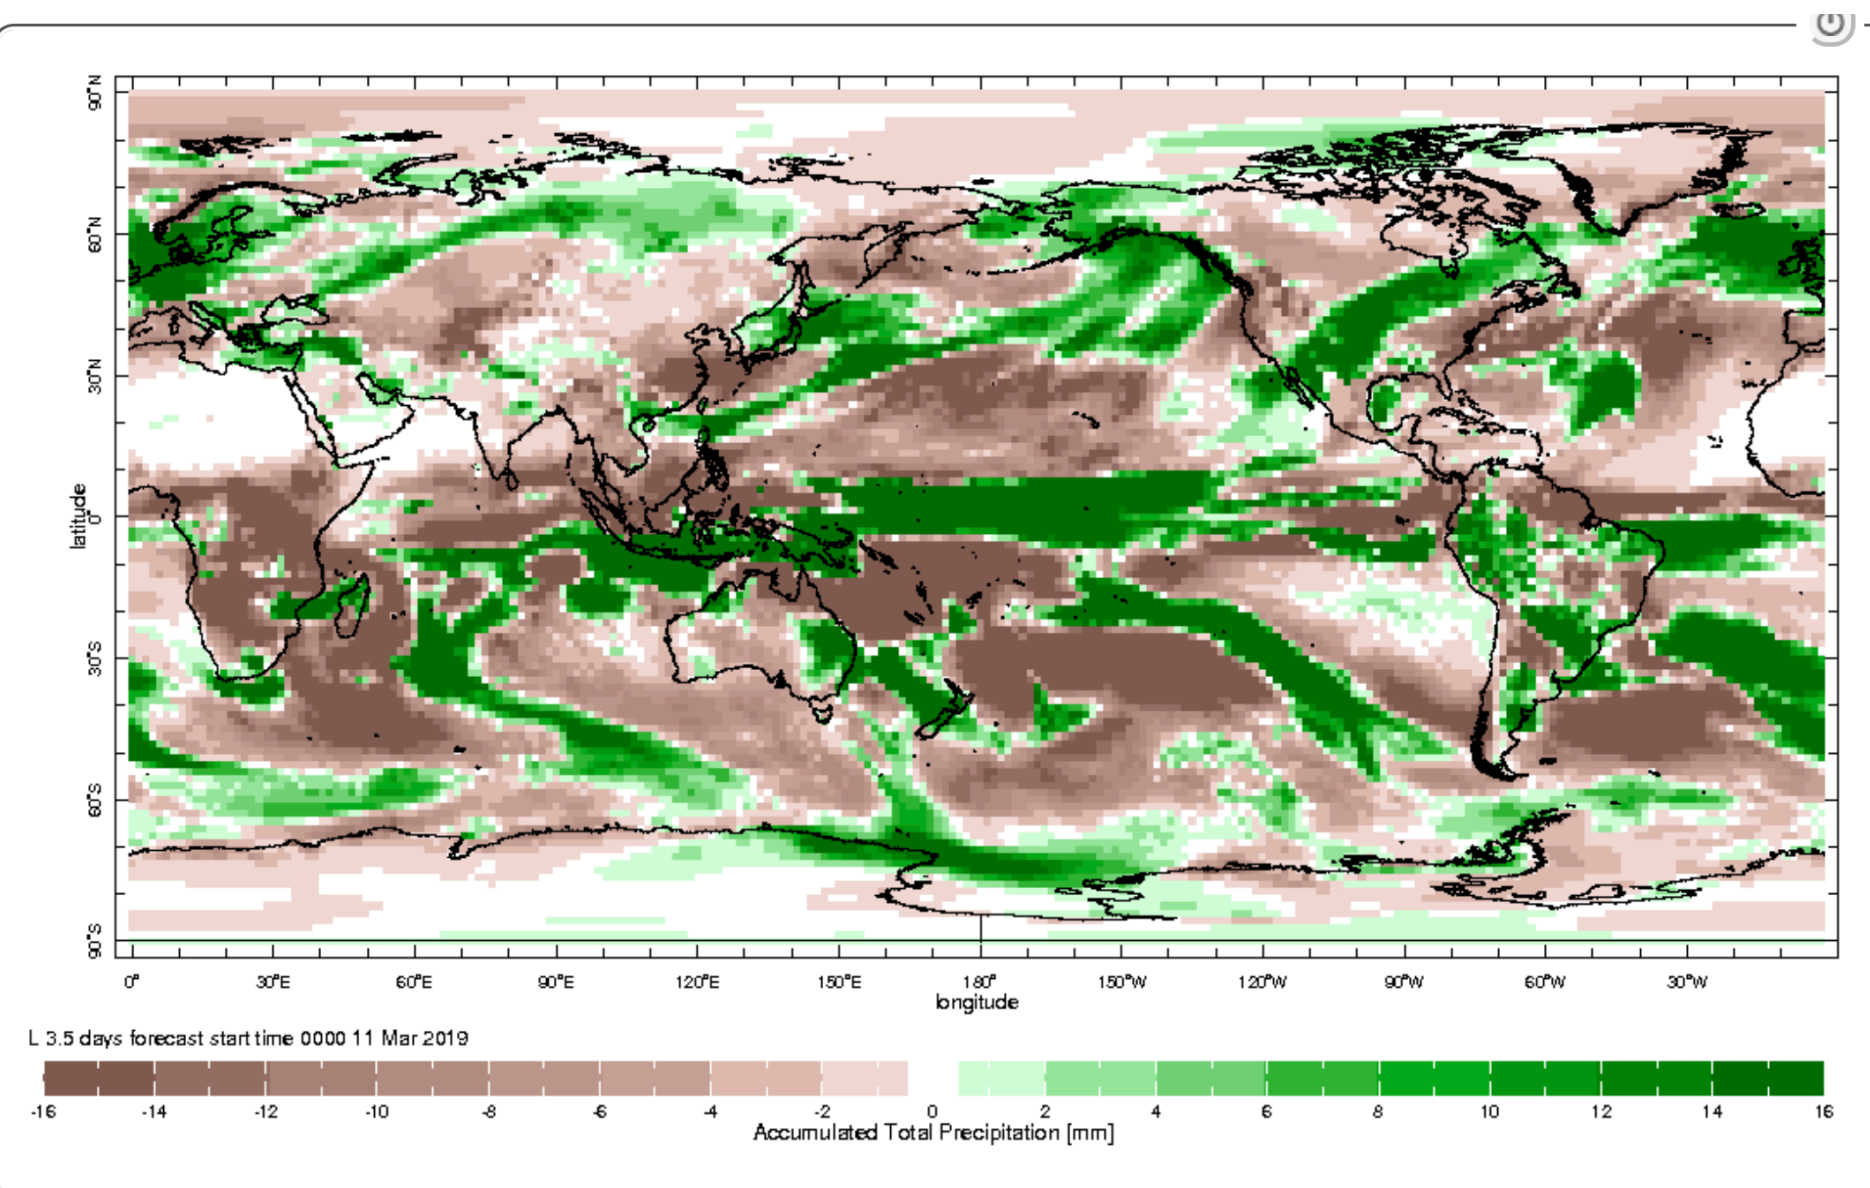 90°N
60°N
30°N
0°
30°S
60°S
90°S
latitude
0° 30°E 60°E 90°E 120°E 150°E 180° 150°W 120°W 90°W 60°W 30°W
longitude
L 3.5 days forecast start time 0000 11 Mar 2019
-16 -14 -12 -10 -8 -6 -4 -2 0 2 4 6 8 10 12 14 16
Accumulated Total Precipitation [mm]